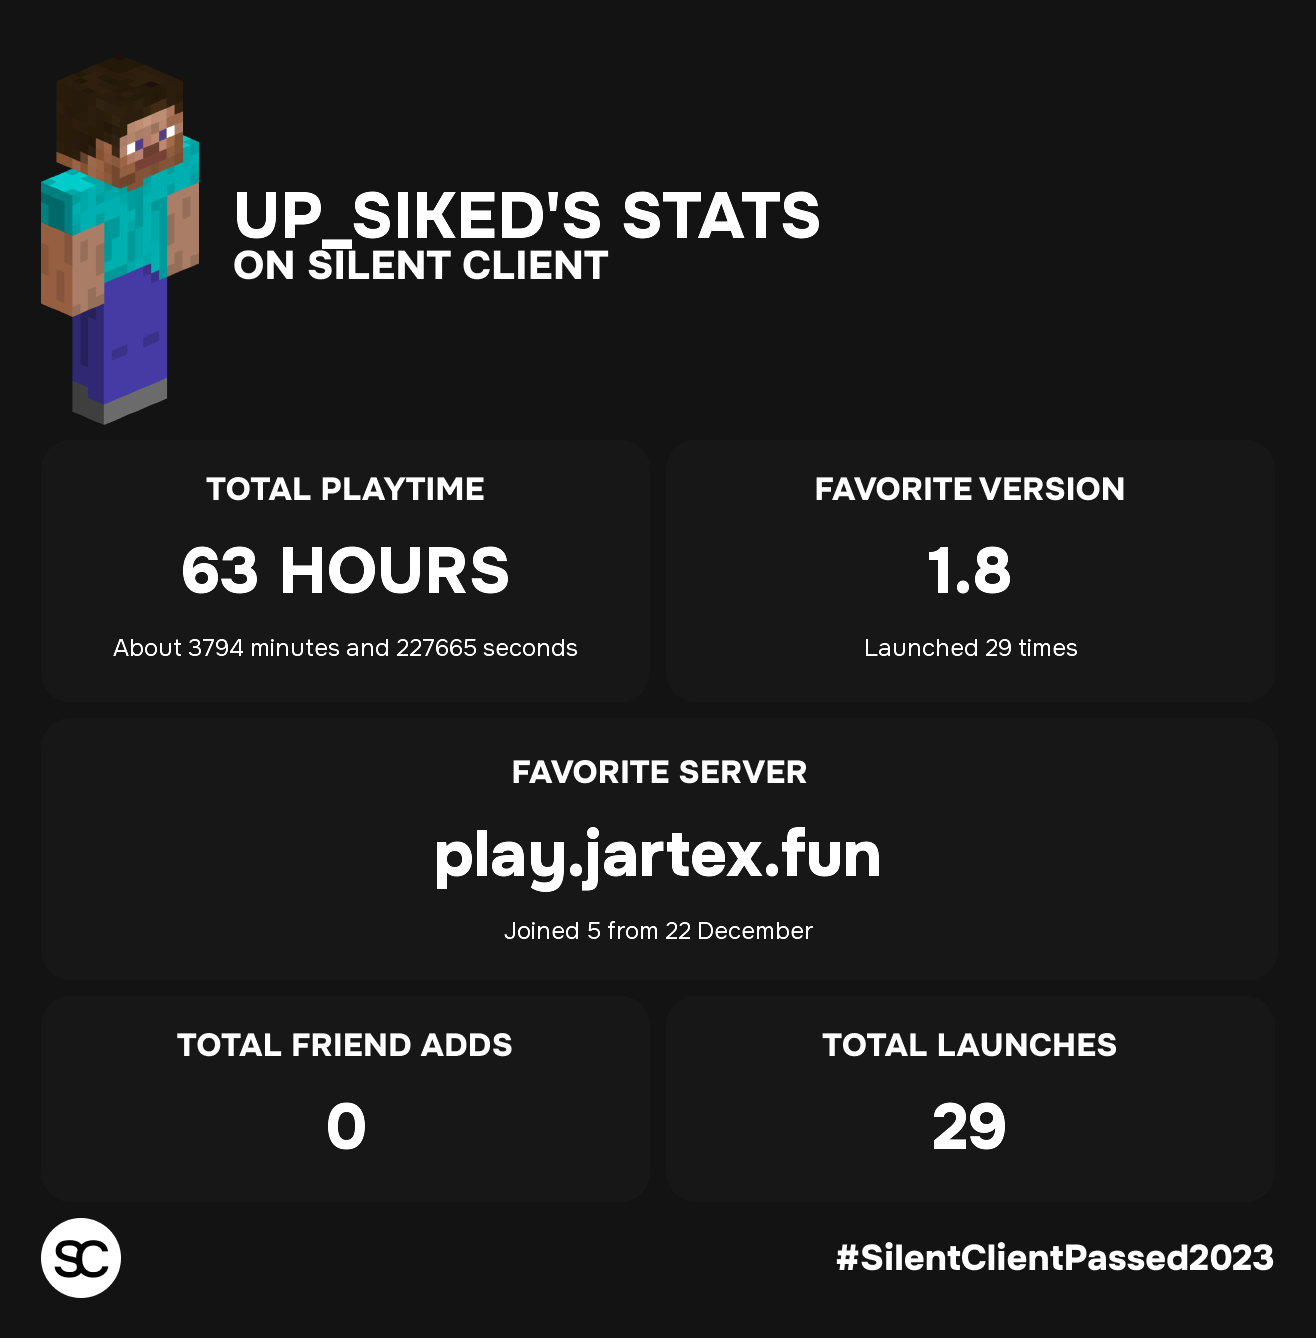 UP_SIKED'S STATS
ON SILENT CLIENT
TOTAL PLAYTIME
63 HOURS
About 3794 minutes and 227665 seconds
FAVORITE VERSION
1.8
Launched 29 times
FAVORITE SERVER
play.jartex.fun
Joined 5 from 22 December
TOTAL FRIEND ADDS
0
TOTAL LAUNCHES
29
SC
#SilentClientPassed2023